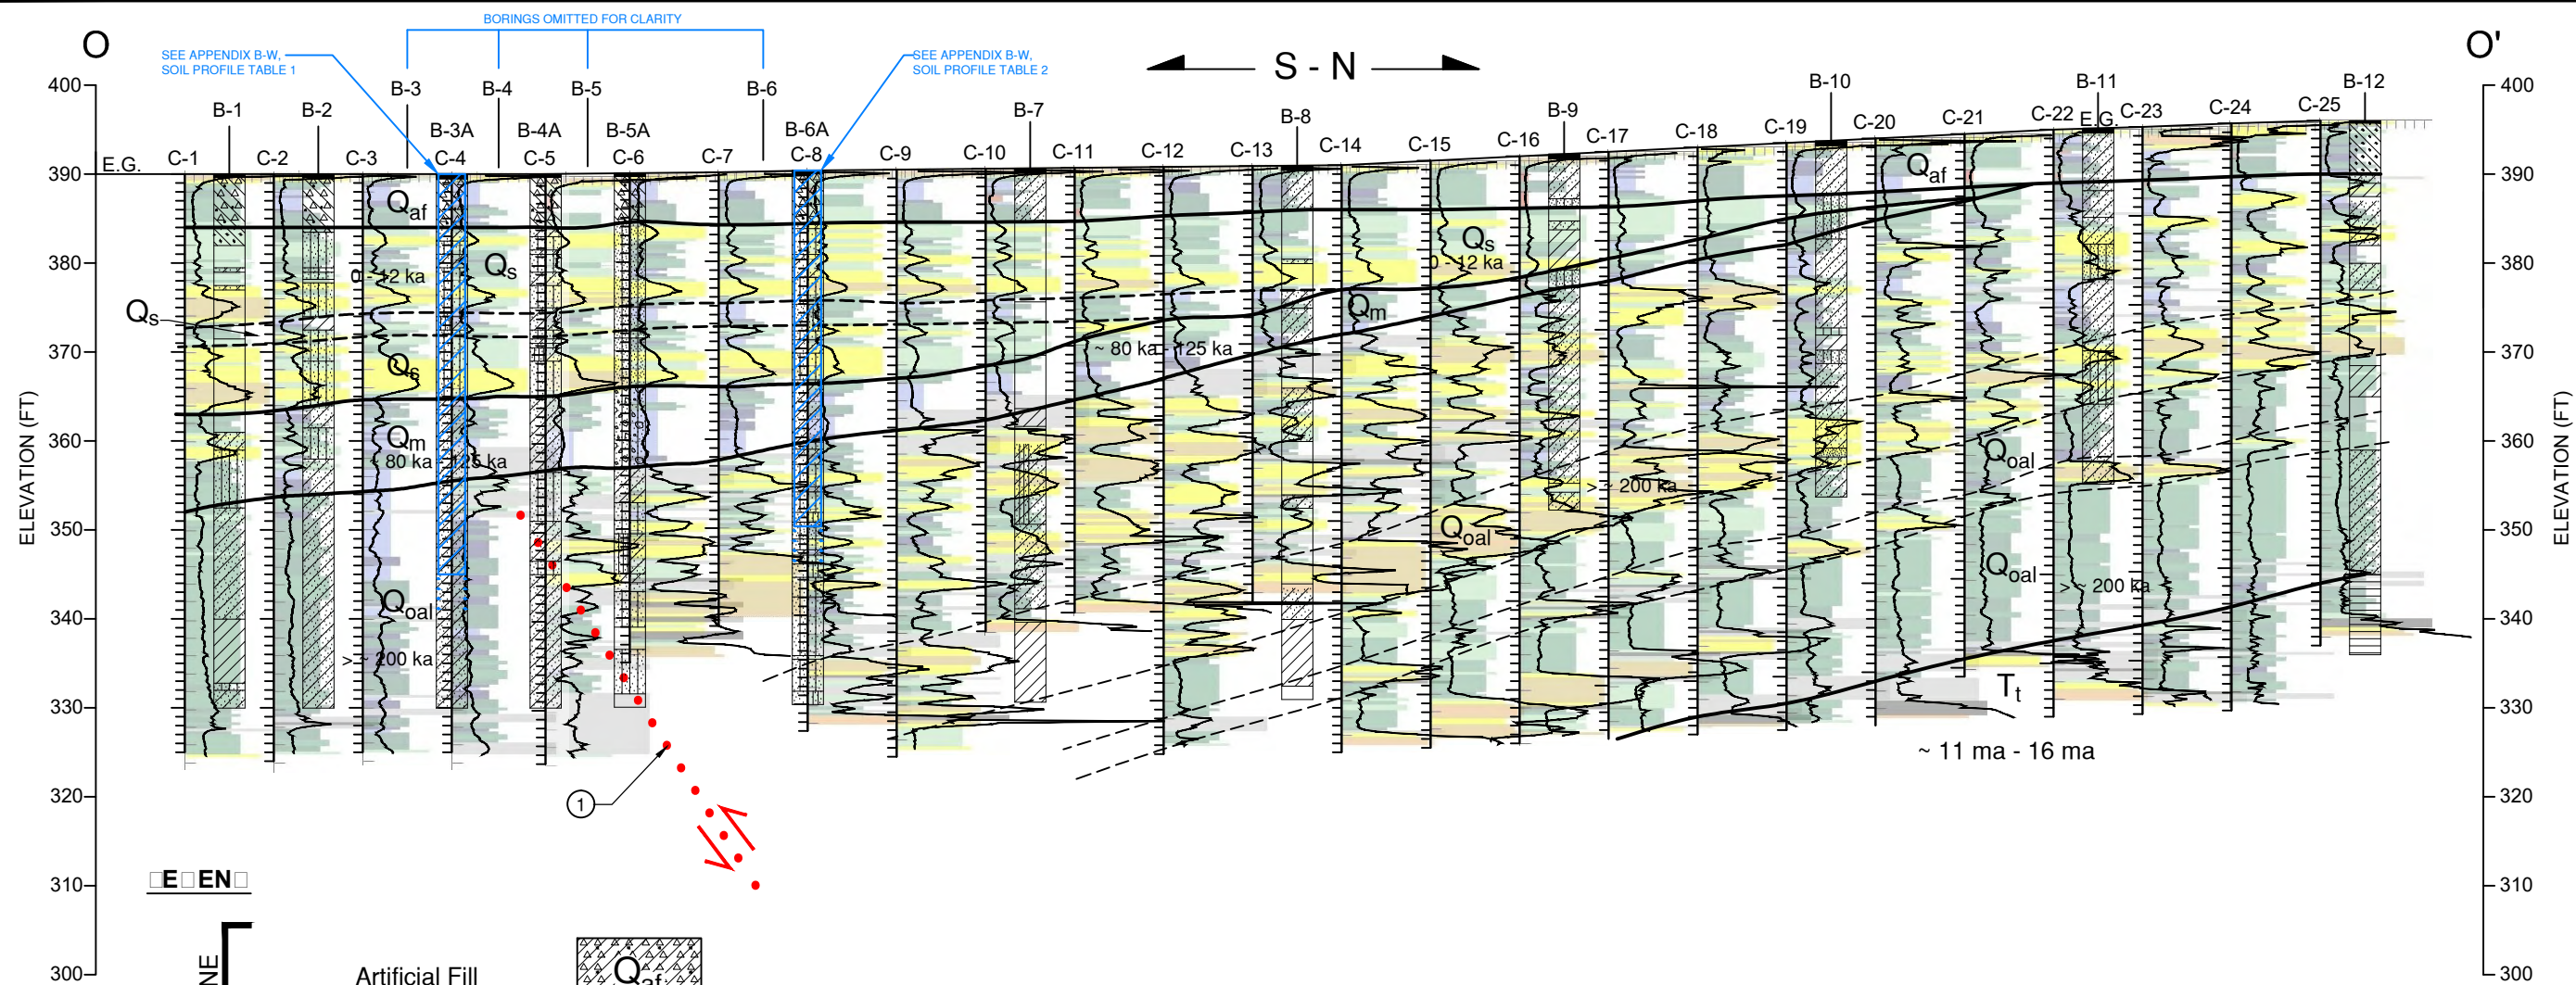 BORINGS OMITTED FOR CLARITY
O
O'
SEE APPENDIX B-W,
SOIL PROFILE TABLE 1
SEE APPENDIX B-W,
SOIL PROFILE TABLE 2
S - N
B-1
B-2
B-3
B-4
B-5
B-6
B-3A
B-4A
B-5A
B-6A
B-7
B-8
B-9
B-10
B-11
B-12
E.G.
E.G.
C-1
C-2
C-3
C-4
C-5
C-6
C-7
C-8
C-9
C-10
C-11
C-12
C-13
C-14
C-15
C-16
C-17
C-18
C-19
C-20
C-21
C-22
C-23
C-24
C-25
400
390
380
370
360
350
340
330
320
310
300
ELEVATION (FT)
Qaf
Qs
0 - 12 ka
Qs
Qs
Qm
80 ka
Qoal
> ~ 200 ka
Qs
0 - 12 ka
Qm
~ 80 ka - 125 ka
Qoal
> ~ 200 ka
Qaf
Qoal
Qoal
> ~ 200 ka
Tt
~ 11 ma - 16 ma
1
400
390
380
370
360
350
340
330
320
310
300
ELEVATION (FT)
Artificial Fill
Qaf